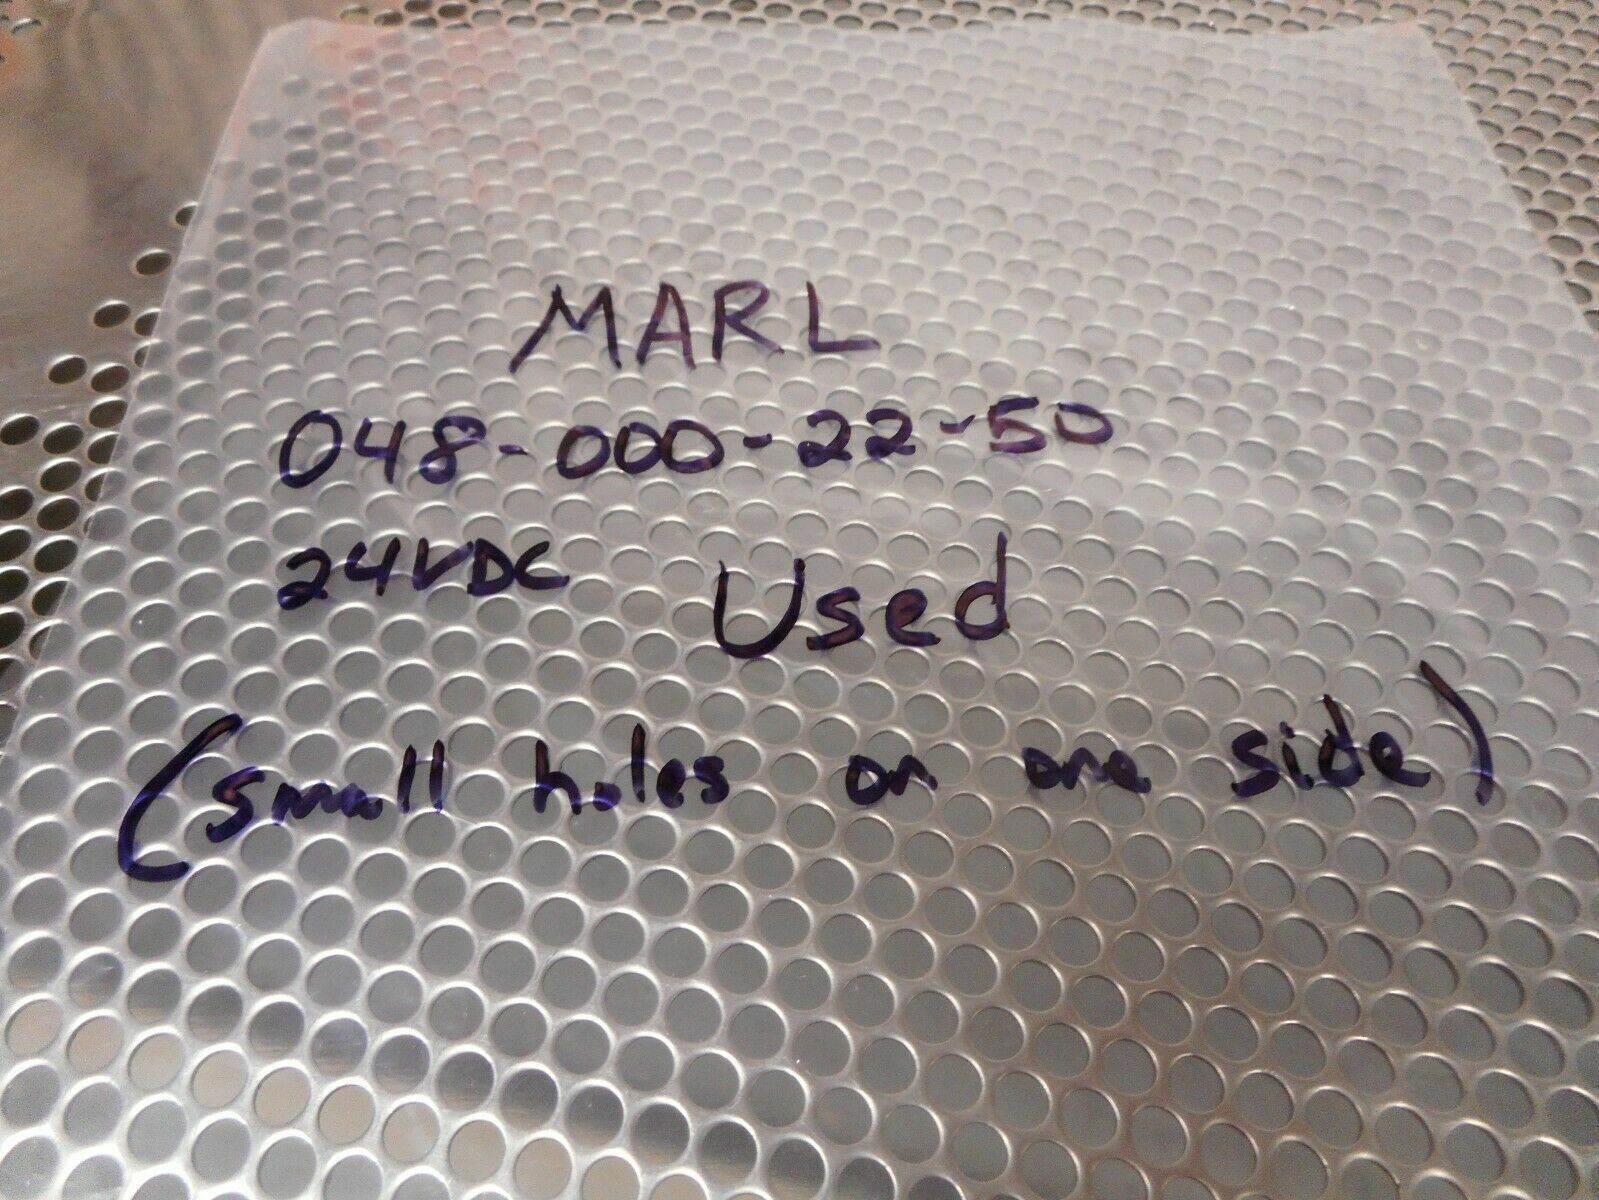 MARL
048-000-22-50
24VDC Used
(small holes on one side)